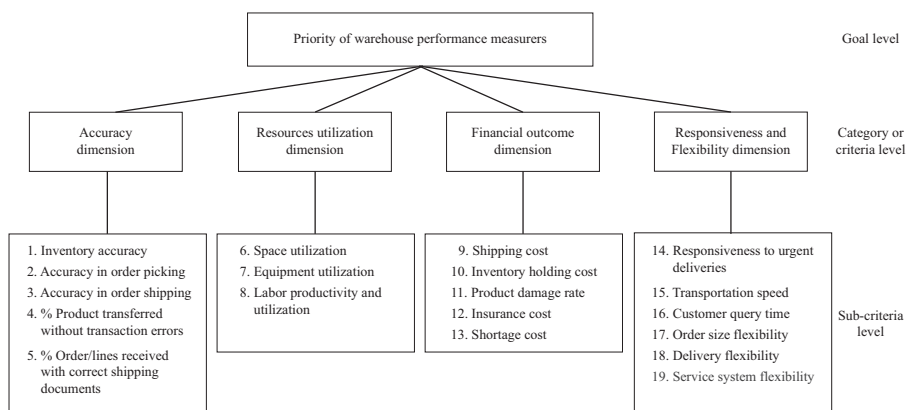 Priority of warehouse performance measurers
Goal level
Accuracy
dimension
Resources utilization
dimension
Financial outcome
dimension
Responsiveness and
Flexibility dimension
Category or
criteria level
1. Inventory accuracy
2. Accuracy in order picking
3. Accuracy in order shipping
4. % Product transferred
without transaction errors
5. % Order/lines received
with correct shipping
documents
6. Space utilization
7. Equipment utilization
8. Labor productivity and
utilization
9. Shipping cost
10. Inventory holding cost
11. Product damage rate
12. Insurance cost
13. Shortage cost
14. Responsiveness to urgent
deliveries
15. Transportation speed
16. Customer query time
17. Order size flexibility
18. Delivery flexibility
19. Service system flexibility
Sub-criteria
level